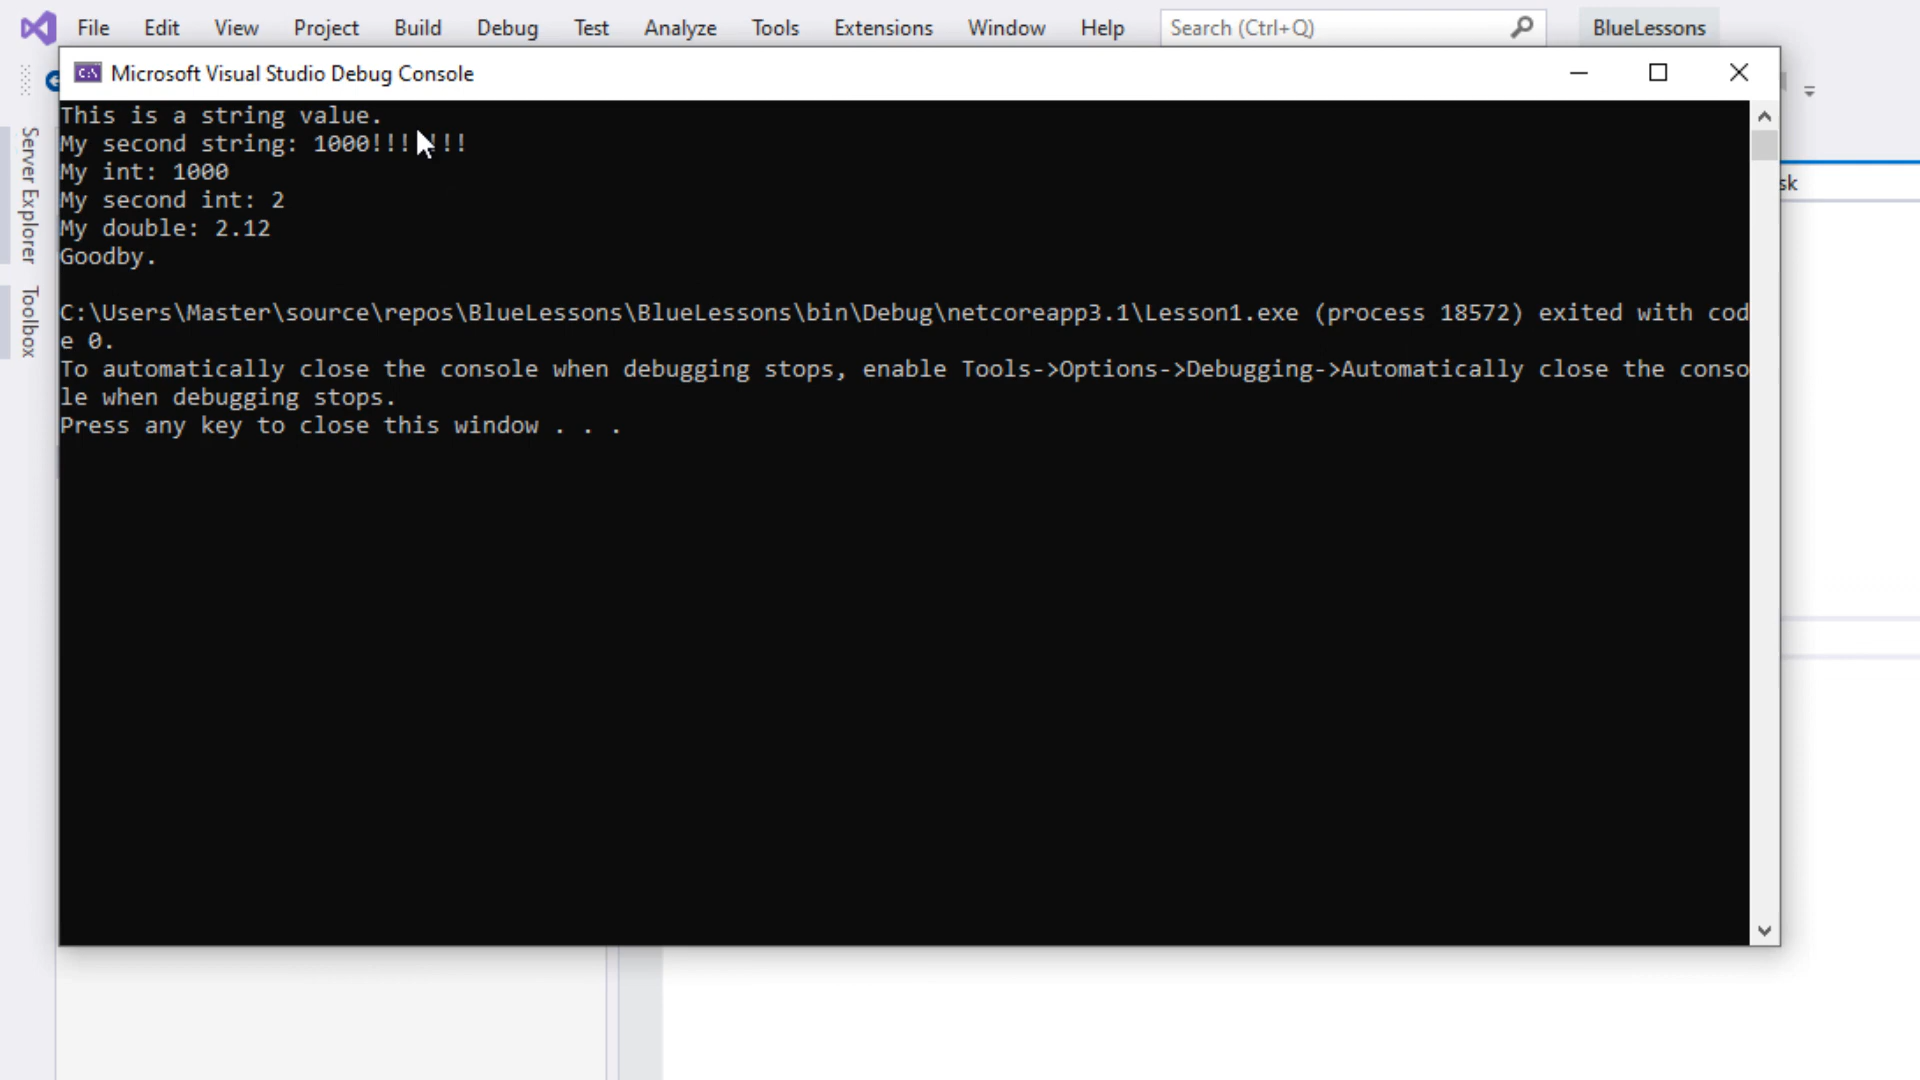 File Edit View Project Build Debug Test Analyze Tools Extensions Window Help Search (Ctrl+Q) BlueLessons
C:\ Microsoft Visual Studio Debug Console
Server Explorer
Toolbox
This is a string value.
My second string: 1000!!!!!!!
My int: 1000
My second int: 2
My double: 2.12
Goodby.
C:\Users\Master\source\repos\BlueLessons\BlueLessons\bin\Debug\netcoreapp3.1\Lesson1.exe (process 18572) exited with cod
e 0.
To automatically close the console when debugging stops, enable Tools->Options->Debugging->Automatically close the conso
le when debugging stops.
Press any key to close this window . . .
sk